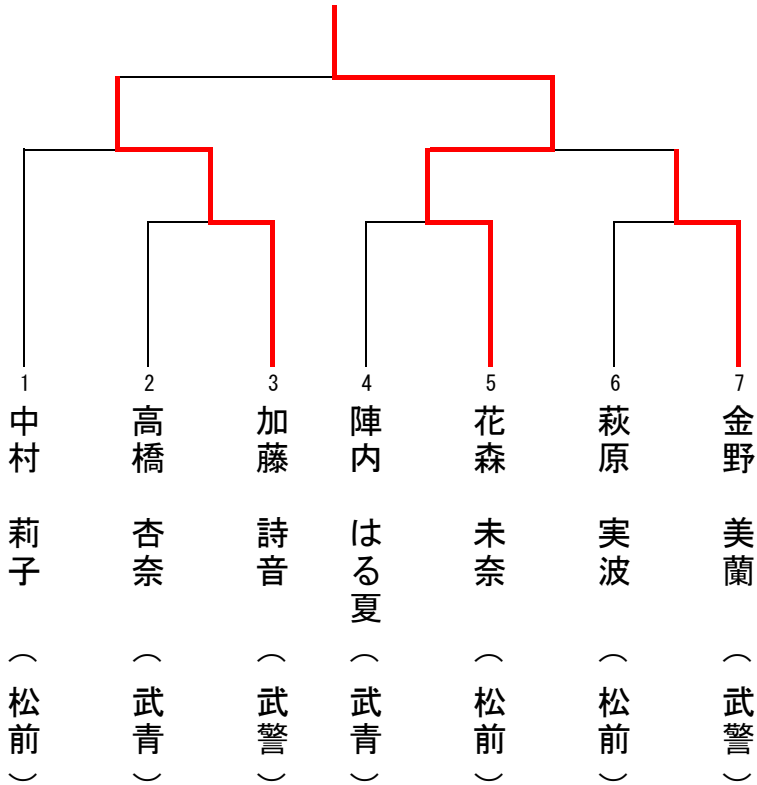 1
中村 莉子 （松前）
2
高橋 杏奈 （武青）
3
加藤 詩音 （武警）
4
陣内 はる夏 （武青）
5
花森 未奈 （松前）
6
萩原 実波 （松前）
7
金野 美蘭 （武警）